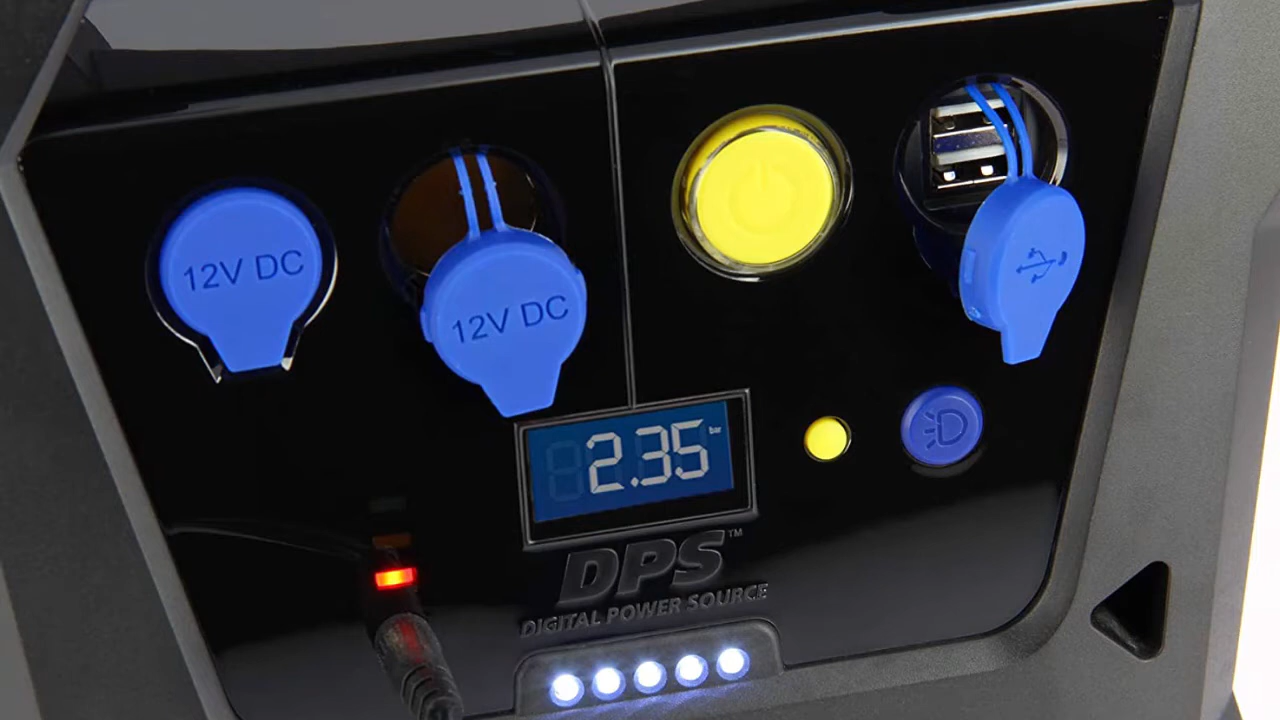 12V DC
12V DC
2.35 bar
DPS™
DIGITAL POWER SOURCE